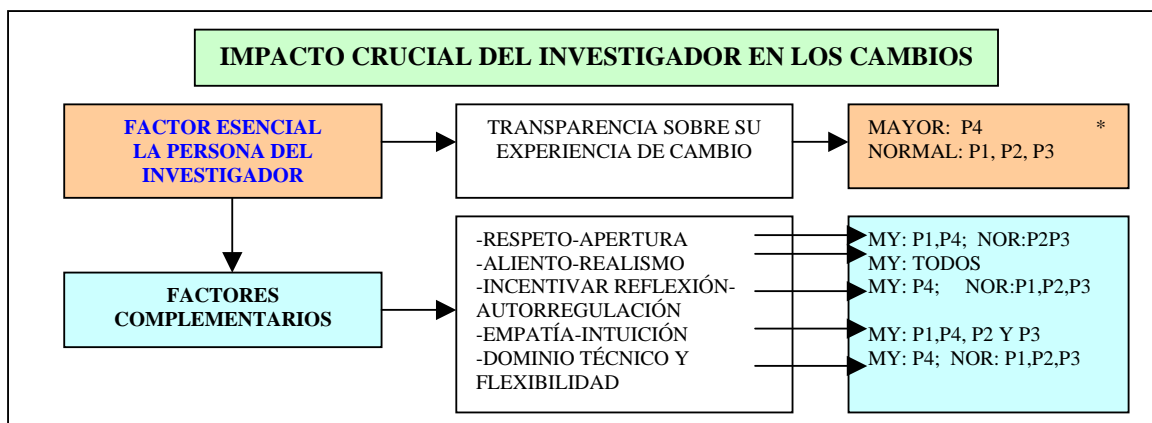 IMPACTO CRUCIAL DEL INVESTIGADOR EN LOS CAMBIOS
FACTOR ESENCIAL
LA PERSONA DEL
INVESTIGADOR
TRANSPARENCIA SOBRE SU
EXPERIENCIA DE CAMBIO
MAYOR: P4 *
NORMAL: P1, P2, P3
FACTORES
COMPLEMENTARIOS
-RESPETO-APERTURA
-ALIENTO-REALISMO
-INCENTIVAR REFLEXIÓN-
AUTORREGULACIÓN
-EMPATÍA-INTUICIÓN
-DOMINIO TÉCNICO Y
FLEXIBILIDAD
MY: P1,P4; NOR:P2P3
MY: TODOS
MY: P4; NOR:P1,P2,P3
MY: P1,P4, P2 Y P3
MY: P4; NOR: P1,P2,P3